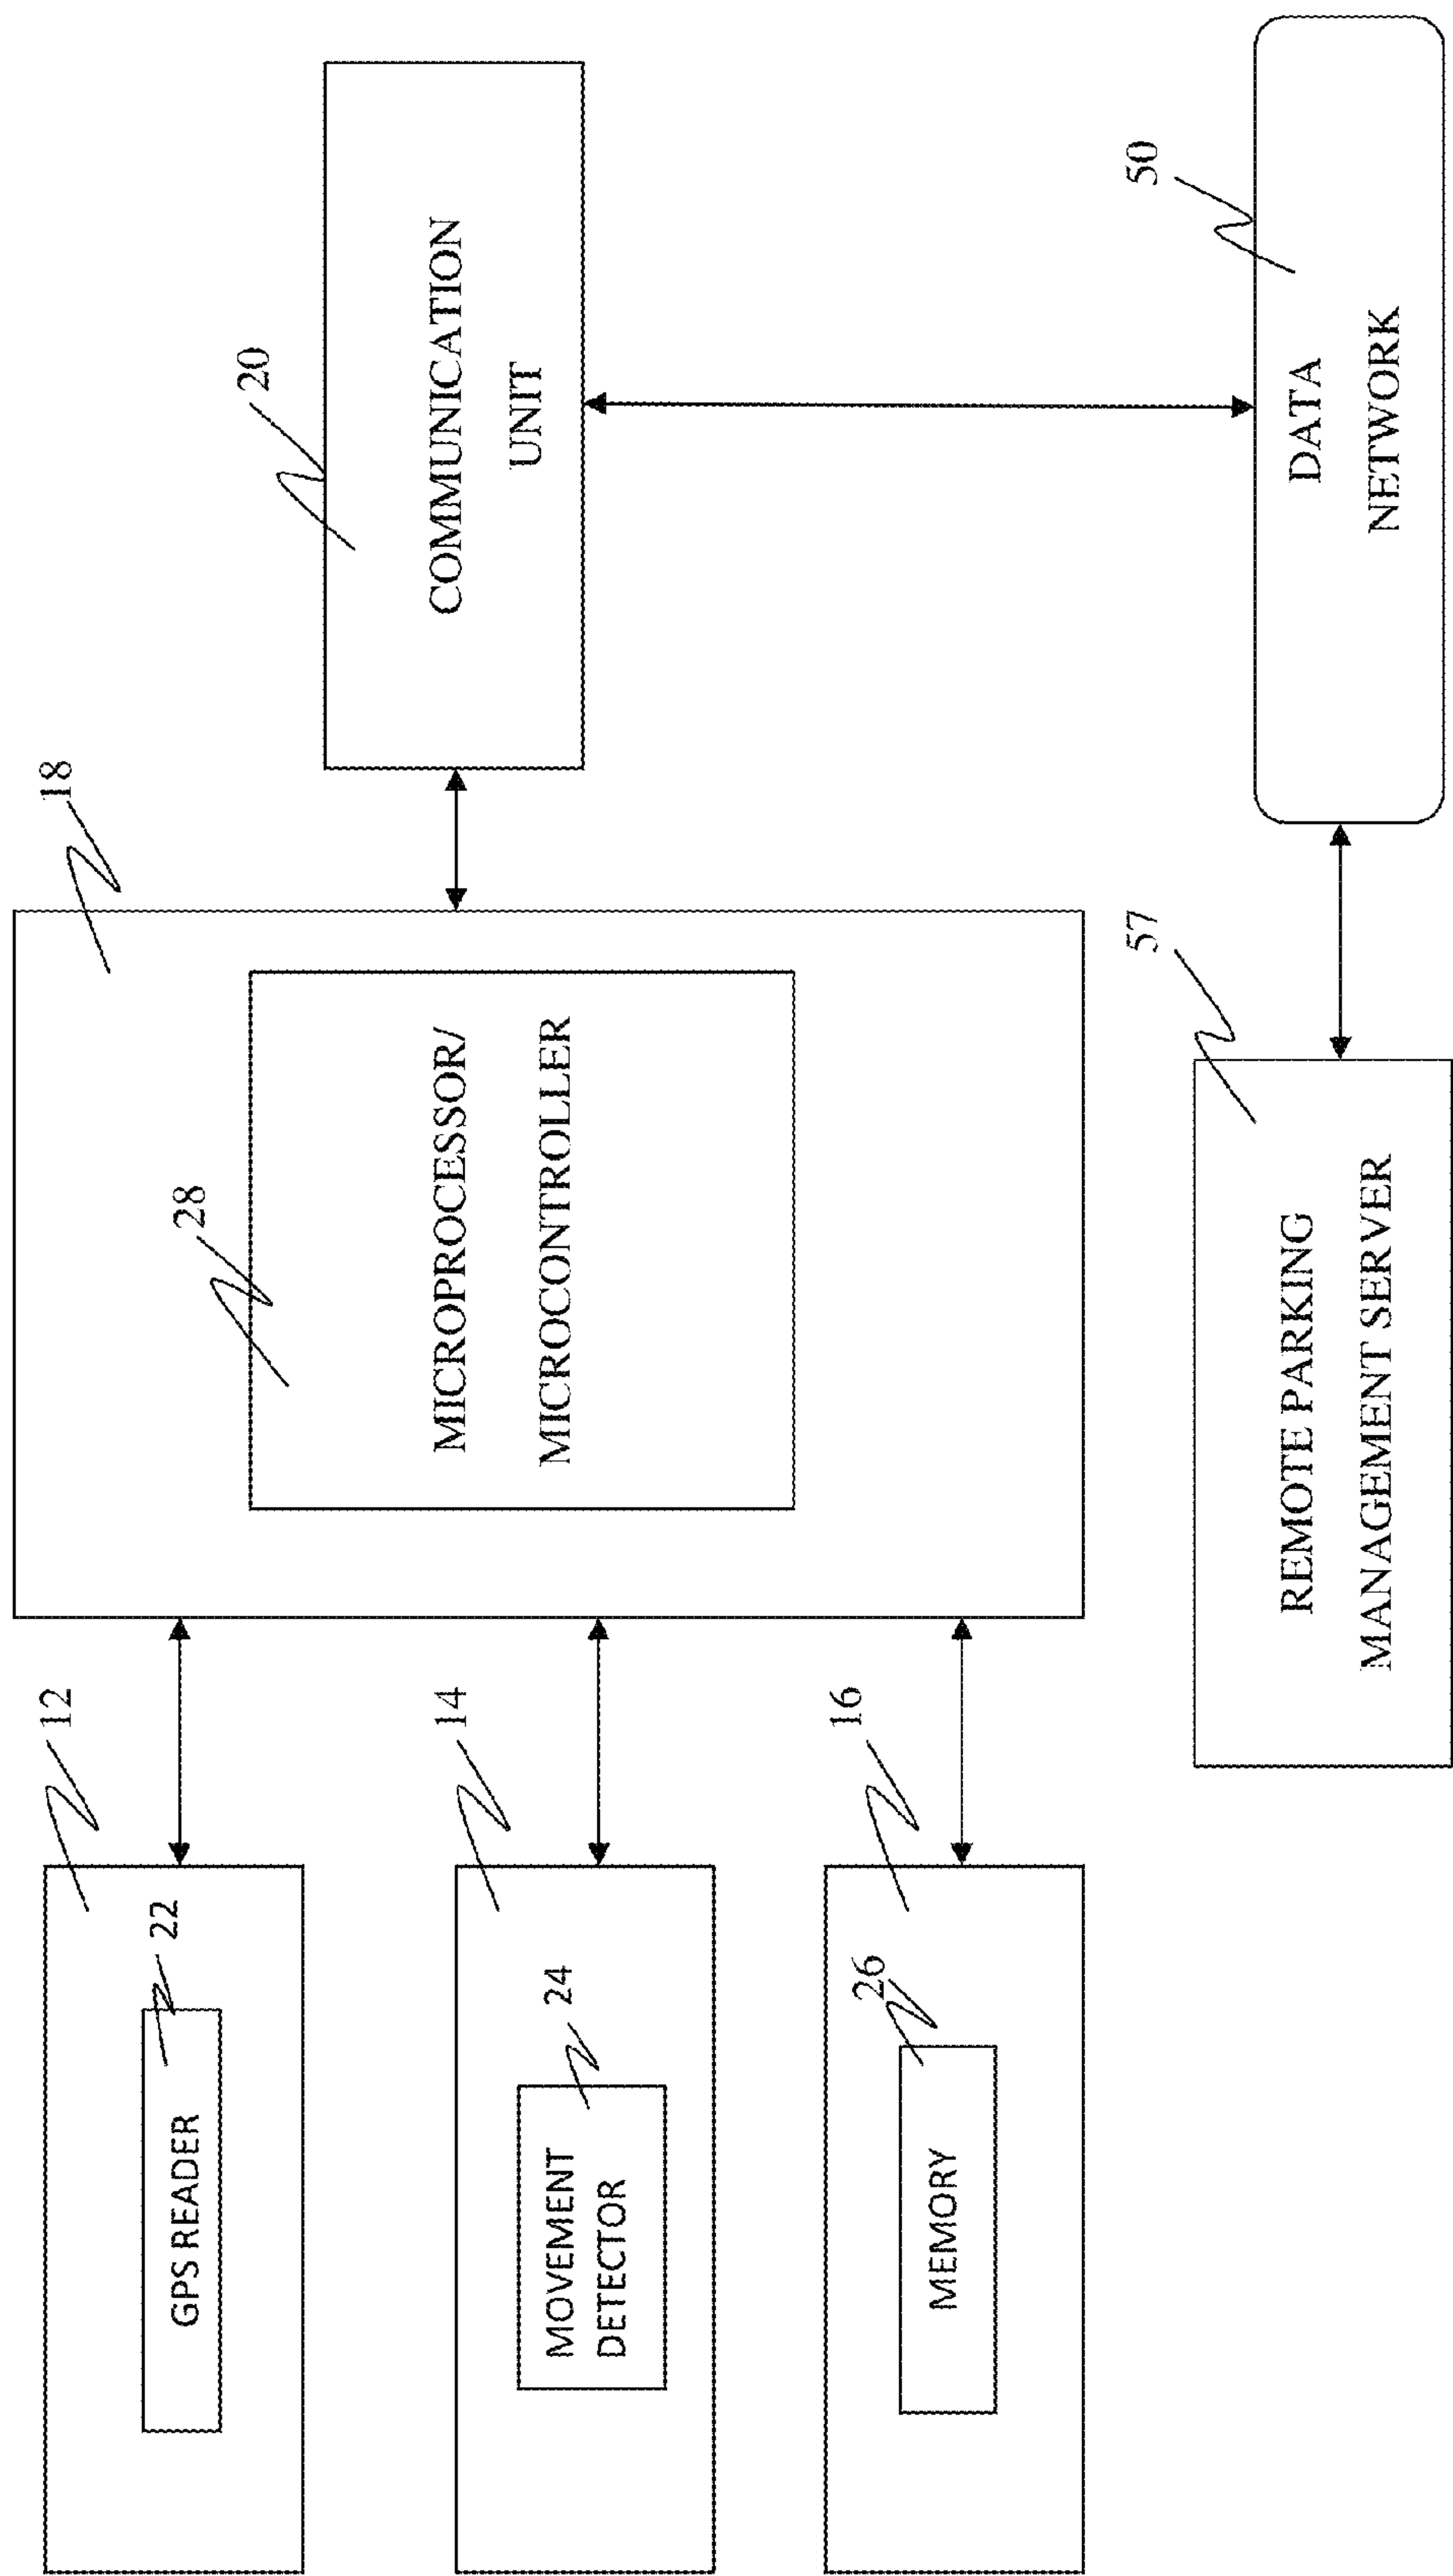 12
22
GPS READER
14
24
MOVEMENT
DETECTOR
16
26
MEMORY
18
28
MICROPROCESSOR/
MICROCONTROLLER
20
COMMUNICATION
UNIT
57
REMOTE PARKING
MANAGEMENT SERVER
50
DATA
NETWORK